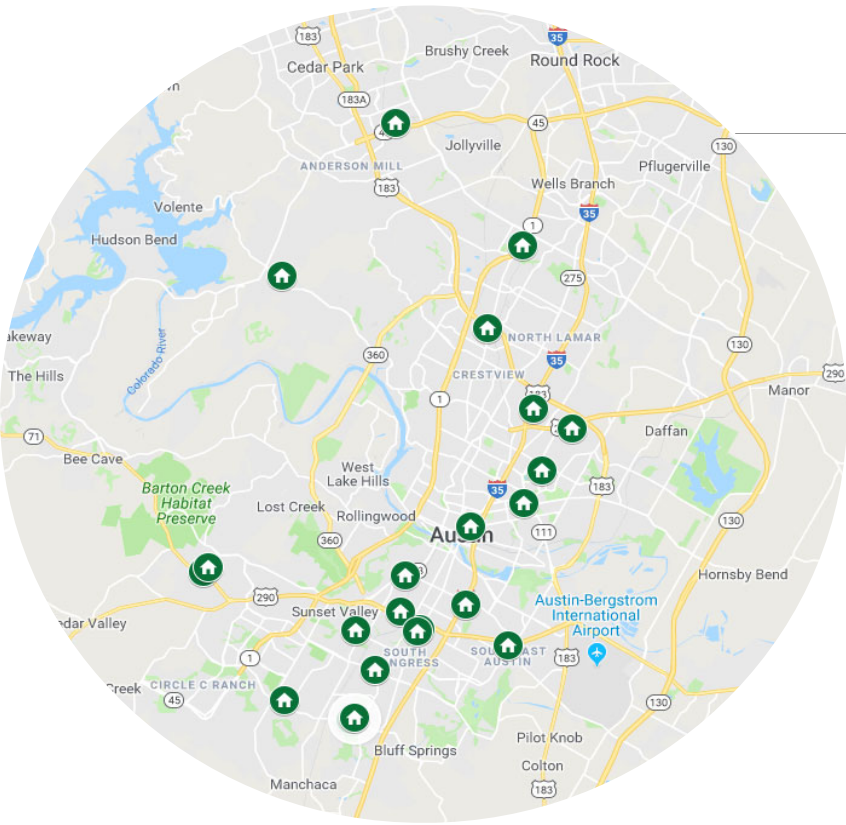 35
183
Brushy Creek
Round Rock
Cedar Park
183A
45
130
Jollyville
ANDERSON MILL
Pflugerville
183
Wells Branch
Volente
35
1
Hudson Bend
275
akeway
NORTH LAMAR
130
360
35
The Hills
CRESTVIEW
290
Colorado River
183
Manor
1
71
Daffan
Bee Cave
West
Lake Hills
183
Barton Creek
Habitat
Preserve
35
Lost Creek
Rollingwood
130
111
360
Hornsby Bend
290
Austin-Bergstrom
International
Airport
Sunset Valley
edar Valley
SOUTH
NGRESS
AUSTIN
183
1
Creek
CIRCLE C RANCH
45
130
Pilot Knob
Bluff Springs
Colton
Manchaca
183